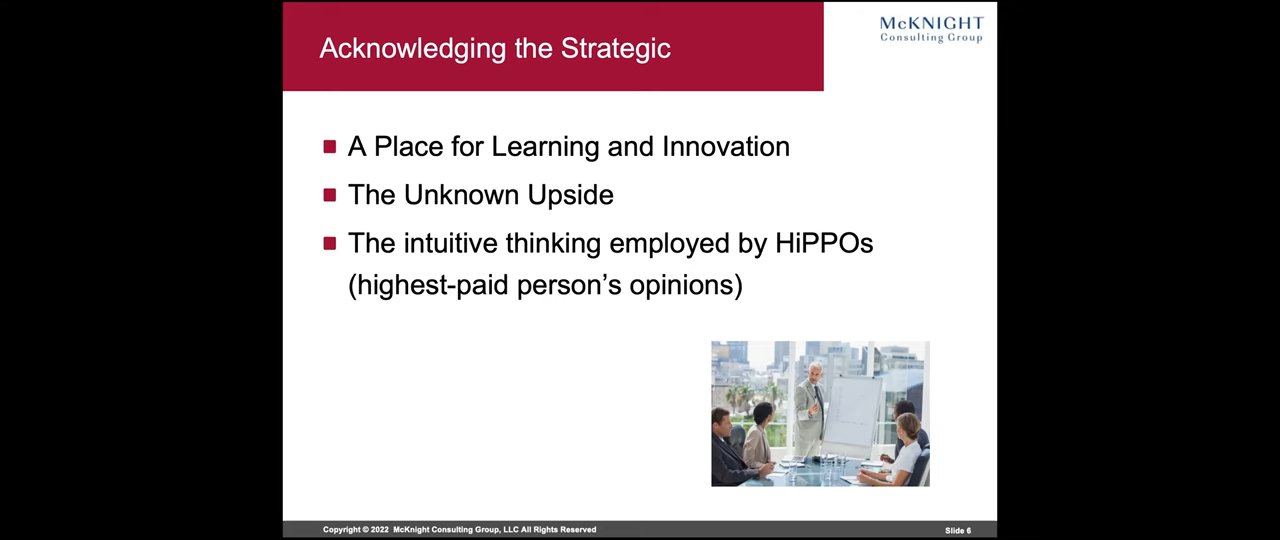 Acknowledging the Strategic
McKNIGHT
Consulting Group
A Place for Learning and Innovation
The Unknown Upside
The intuitive thinking employed by HiPPOs
(highest-paid person’s opinions)
Copyright © 2022 McKnight Consulting Group, LLC All Rights Reserved
Slide 6